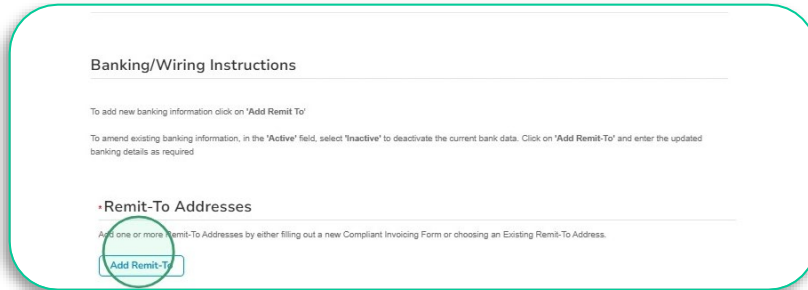 Banking/Wiring Instructions
To add new banking information click on 'Add Remit To'
To amend existing banking information, in the 'Active' field, select 'Inactive' to deactivate the current bank data. Click on 'Add Remit-To' and enter the updated
banking details as required
*Remit-To Addresses
Add one or more Remit-To Addresses by either filling out a new Compliant Invoicing Form or choosing an Existing Remit-To Address.
Add Remit-To